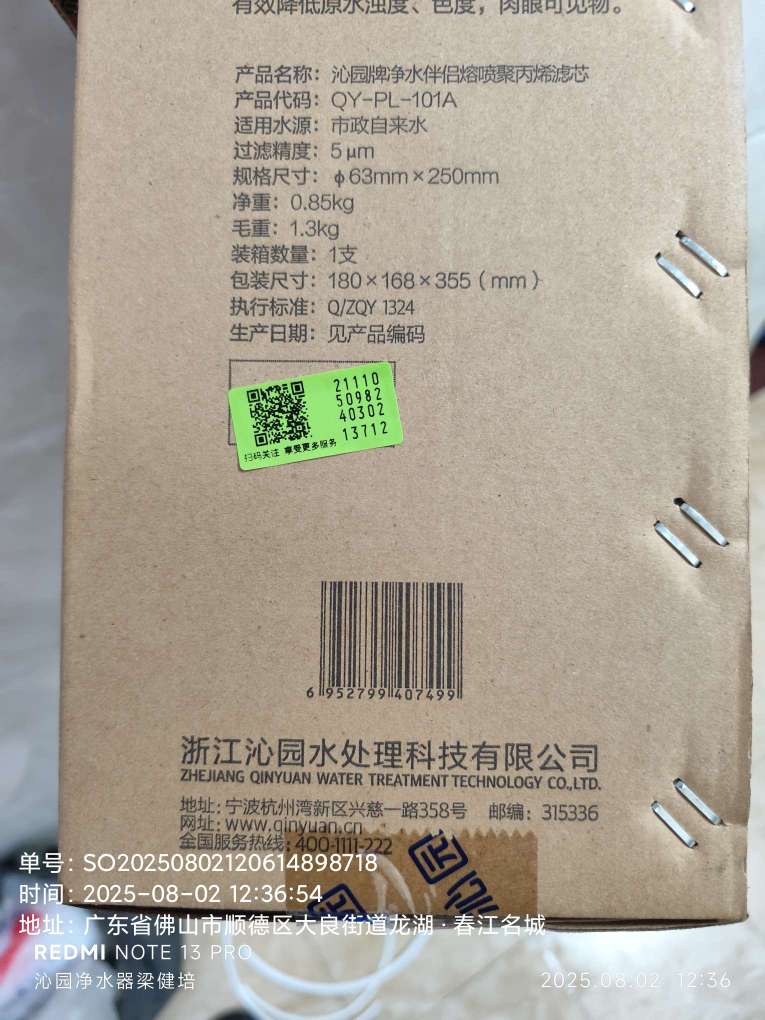 有效降低原水浊度、色度，肉眼可见物。
产品名称：沁园牌净水伴侣熔喷聚丙烯滤芯
产品代码：QY-PL-101A
适用水源：市政自来水
过滤精度：5μm
规格尺寸：ϕ63mm×250mm
净重：0.85kg
毛重：1.3kg
装箱数量：1支
包装尺寸：180×168×355（mm）
执行标准：Q/ZQY 1324
生产日期：见产品编码
21110
50982
40302
13712
扫码关注 享受更多服务
6 952799 407499
浙江沁园水处理科技有限公司
ZHEJIANG QINYUAN WATER TREATMENT TECHNOLOGY CO.,LTD.
地址：宁波杭州湾新区兴慈一路358号 邮编：315336
网址：www.qinyuan.cn
全国服务热线：400-1111-222
沁园
单号：SO20250802120614898718
时间：2025-08-02 12:36:54
地址：广东省佛山市顺德区大良街道龙湖·春江名城
REDMI NOTE 13 PRO
沁园净水器梁健培
2025.08.02 12:36